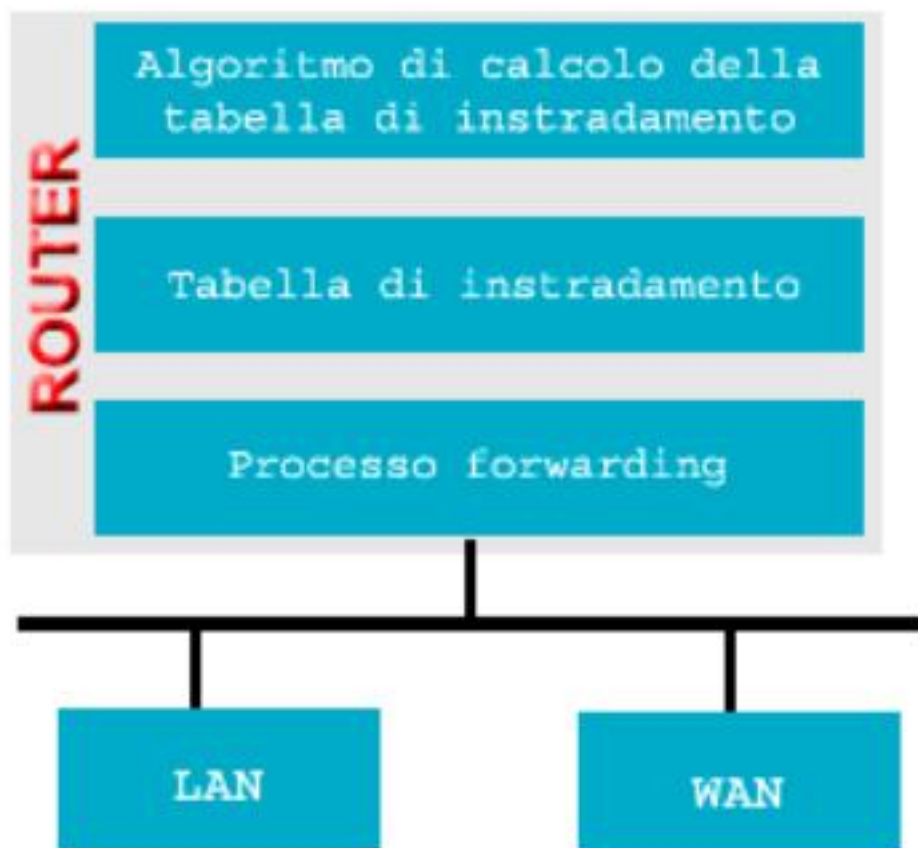 ROUTER
Algoritmo di calcolo della
tabella di instradamento
Tabella di instradamento
Processo forwarding
LAN
WAN